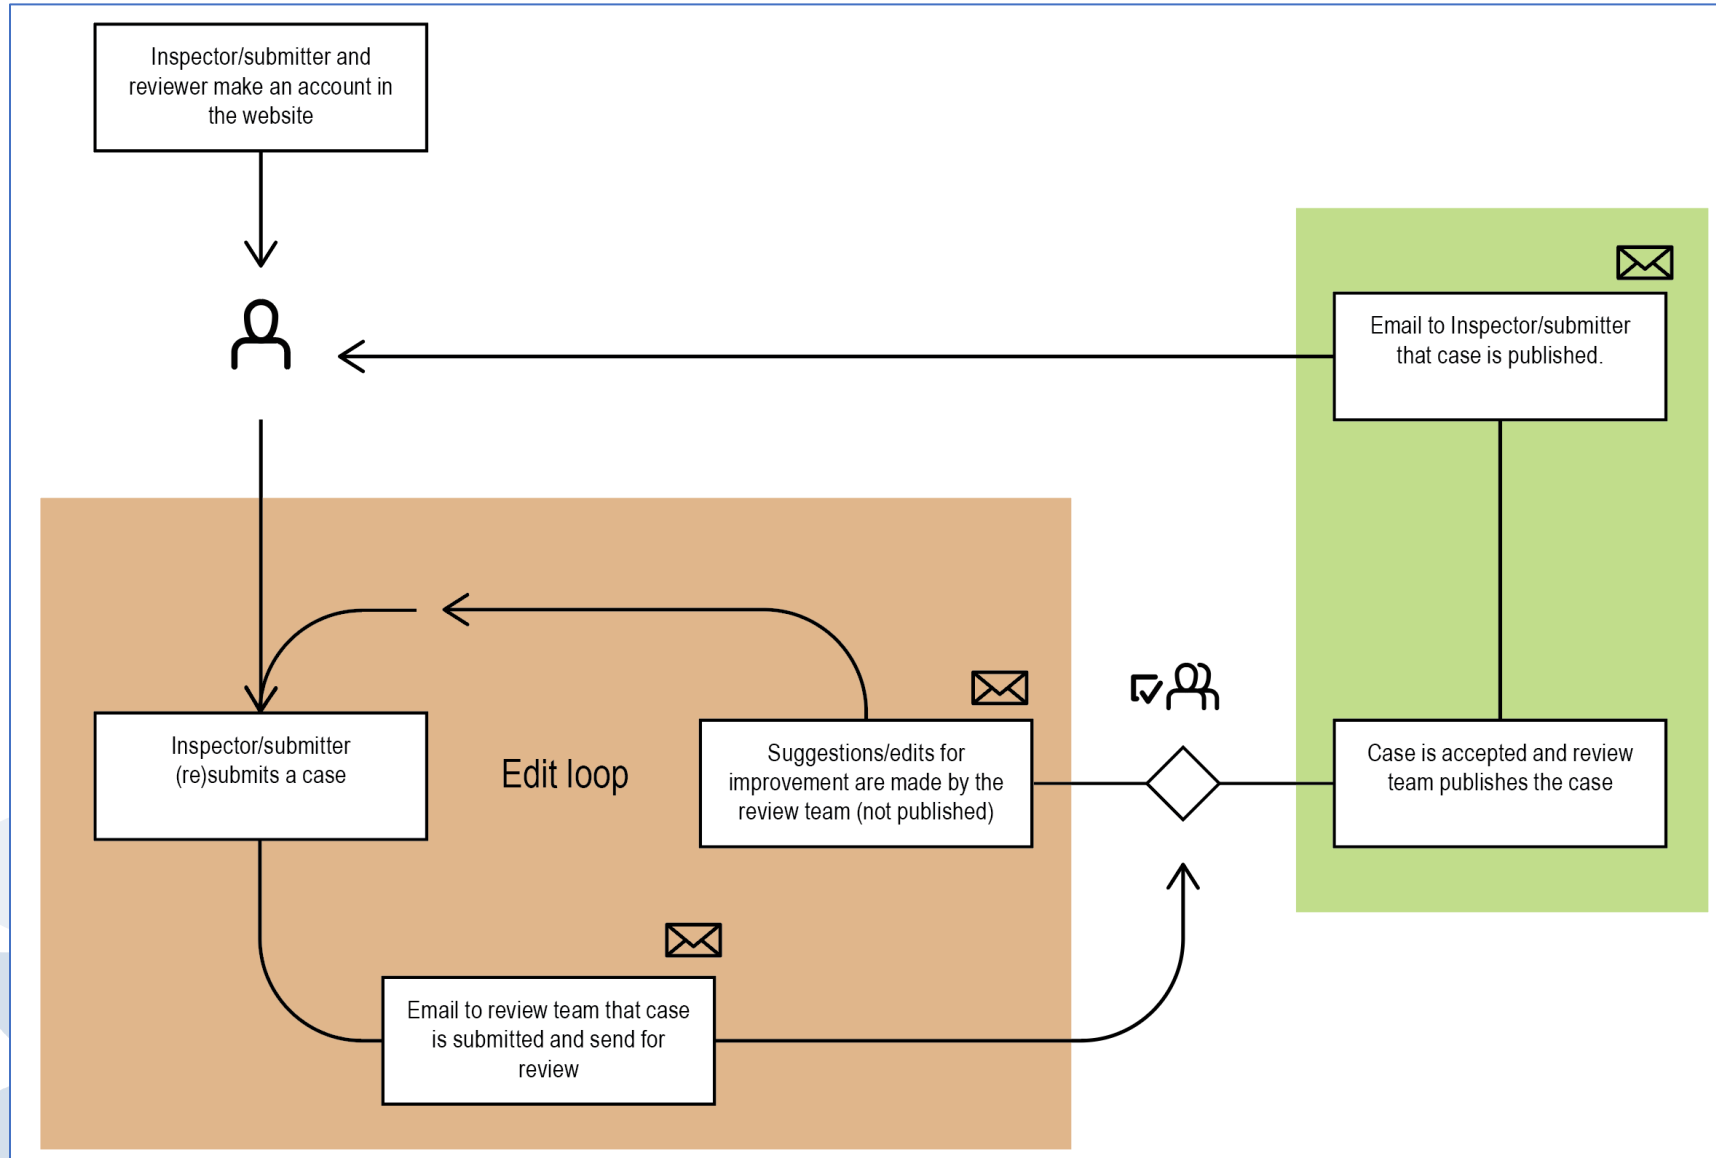 Inspector/submitter and
reviewer make an account in
the website
Email to Inspector/submitter
that case is published.
Inspector/submitter
(re)submits a case
Edit loop
Suggestions/edits for
improvement are made by the
review team (not published)
Case is accepted and review
team publishes the case
Email to review team that case
is submitted and send for
review